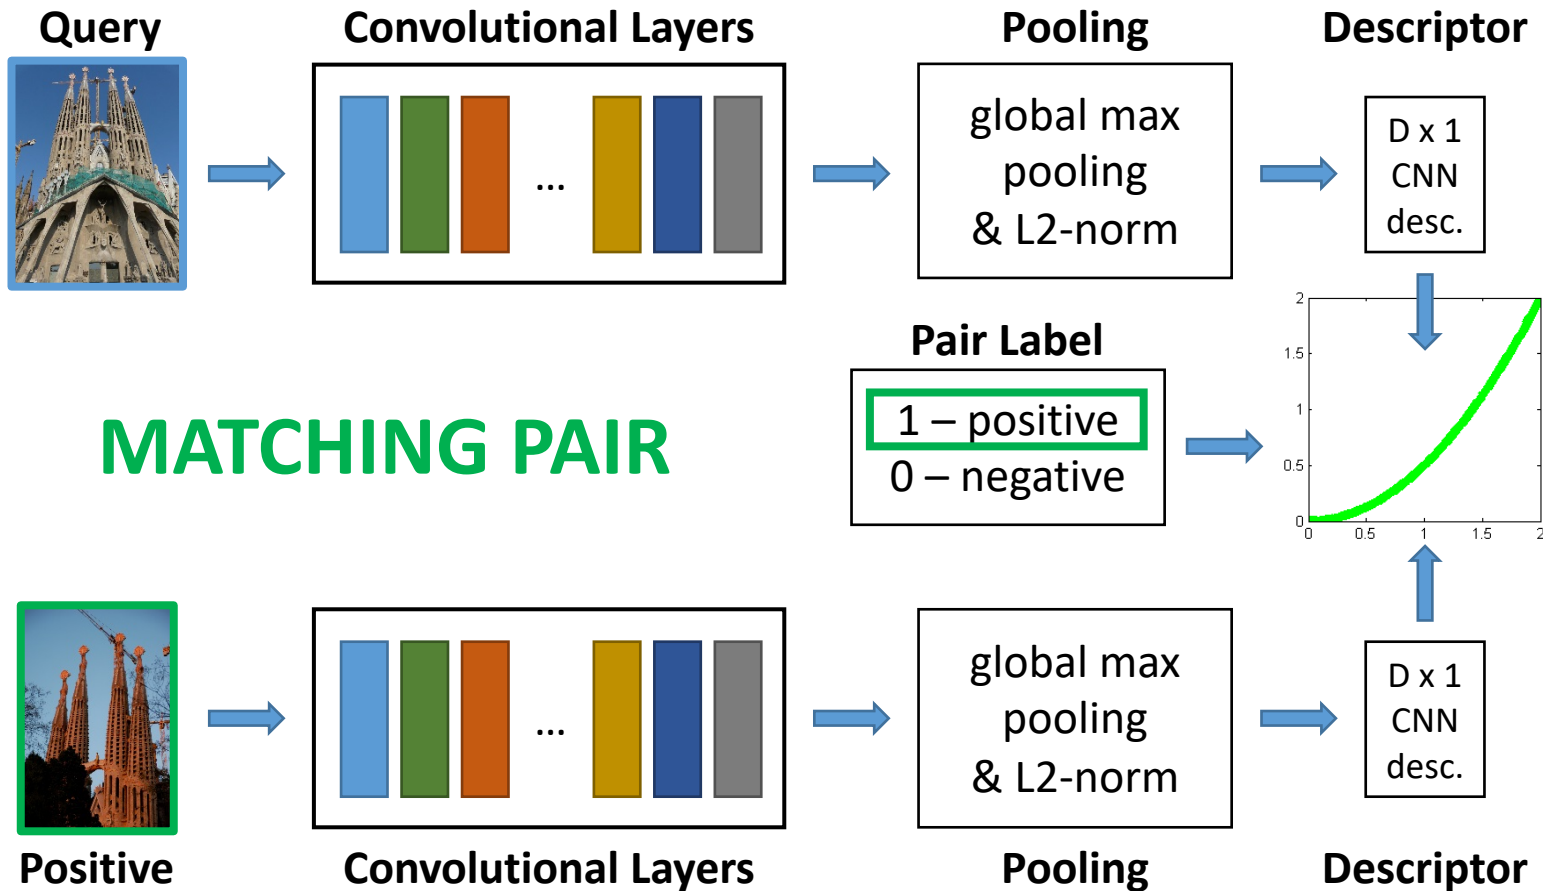 Query
Convolutional Layers
Pooling
Descriptor
...
global max
pooling
& L2-norm
D x 1
CNN
desc.
Pair Label
1 – positive
0 – negative
MATCHING PAIR
2
1.5
1
0.5
0
0
0.5
1
1.5
2
...
global max
pooling
& L2-norm
D x 1
CNN
desc.
Positive
Convolutional Layers
Pooling
Descriptor